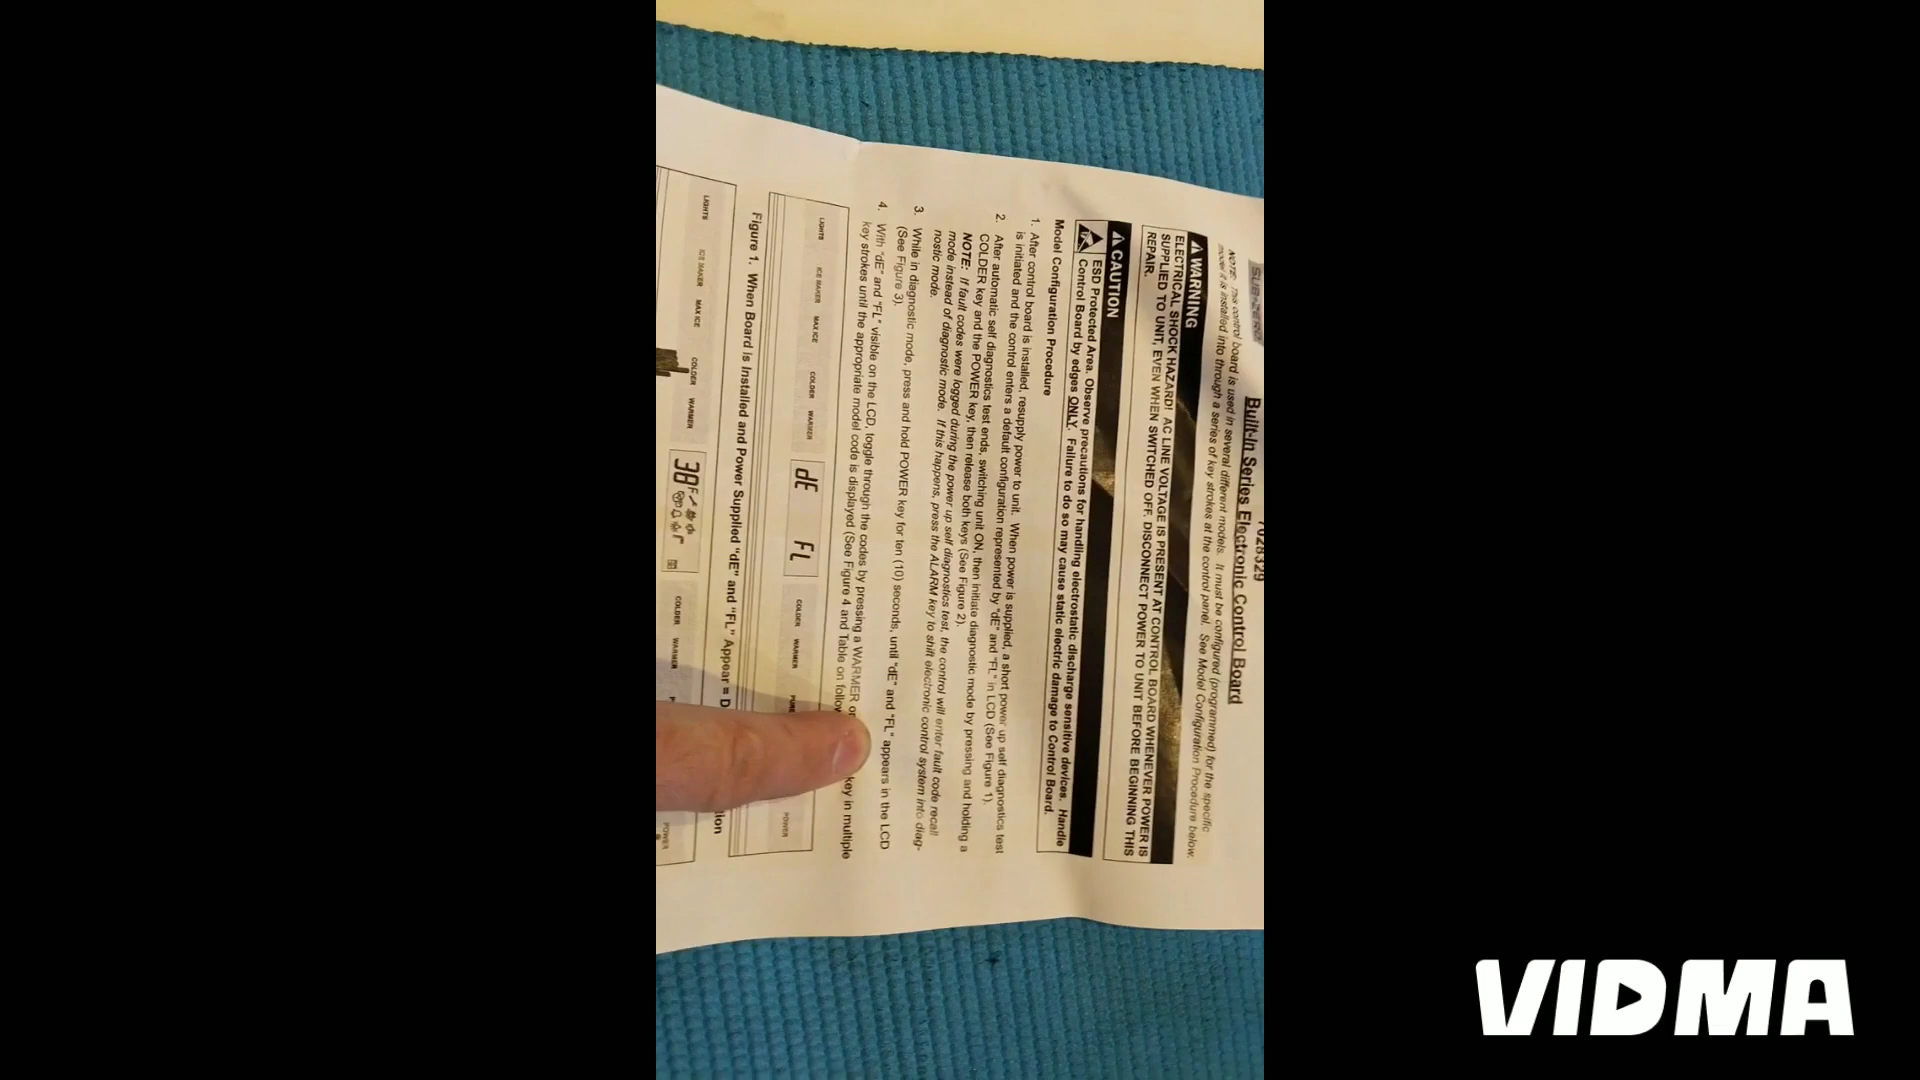 7028329
SUB-ZERO
Built-In Series Electronic Control Board
NOTE: This control board is used in several different models. It must be configured (programmed) for the specific
model it is installed into through a series of key strokes at the control panel. See Model Configuration Procedure below.
WARNING
ELECTRICAL SHOCK HAZARD! AC LINE VOLTAGE IS PRESENT AT CONTROL BOARD WHENEVER POWER IS
SUPPLIED TO UNIT, EVEN WHEN SWITCHED OFF. DISCONNECT POWER TO UNIT BEFORE BEGINNING THIS
REPAIR.
CAUTION
ESD Protected Area. Observe precautions for handling electrostatic discharge sensitive devices. Handle
Control Board by edges ONLY. Failure to do so may cause static electric damage to Control Board.
Model Configuration Procedure
1. After control board is installed, resupply power to unit. When power is supplied, a short power up self diagnostics test
is initiated and the control enters a default configuration represented by "dE" and "FL" in LCD (See Figure 1).
2. After automatic self diagnostics test ends, switching unit ON, then initiate diagnostic mode by pressing and holding a
COLDER key and the POWER key, then release both keys (See Figure 2).
NOTE: If fault codes were logged during the power up self diagnostics test, the control will enter fault code recall
mode instead of diagnostic mode. If this happens, press the ALARM key to shift electronic control system into diag-
nostic mode.
3. While in diagnostic mode, press and hold POWER key for ten (10) seconds, until "dE" and "FL" appears in the LCD
(See Figure 3).
4. With "dE" and "FL" visible on the LCD, toggle through the codes by pressing a WARMER or key in multiple
key strokes until the appropriate model code is displayed (See Figure 4 and Table on follow
LIGHTS ICE MAKER MAX ICE COLDER WARMER dE FL COLDER WARMER POWER
Figure 1. When Board is Installed and Power Supplied "dE" and "FL" Appear = D tion
LIGHTS ICE MAKER MAX ICE COLDER WARMER 38F COLDER WARMER POWER
VIDMA